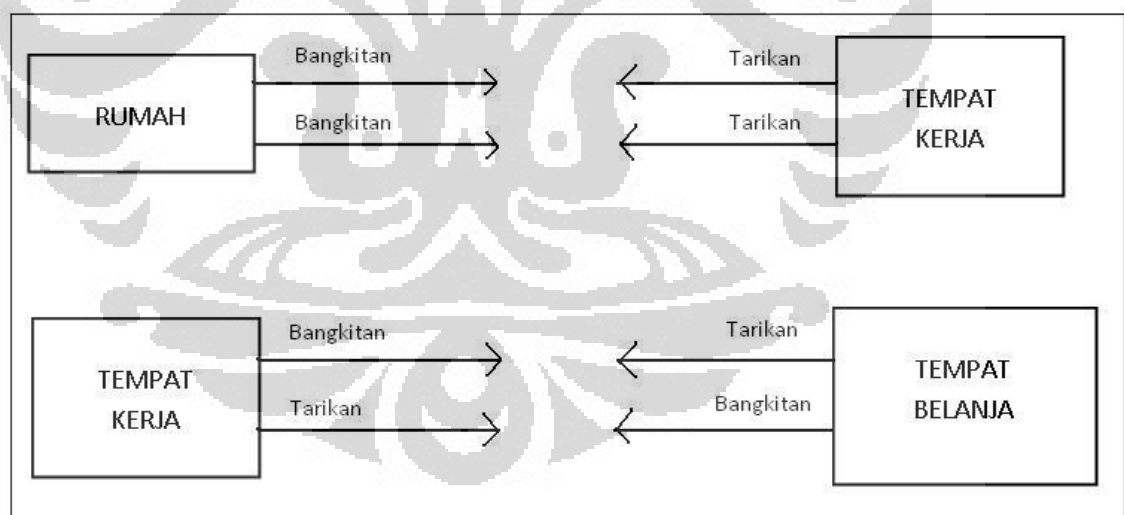 Bangkitan
Tarikan
RUMAH
Bangkitan
Tarikan
TEMPAT
KERJA
Bangkitan
Tarikan
TEMPAT
KERJA
Tarikan
Bangkitan
TEMPAT
BELANJA